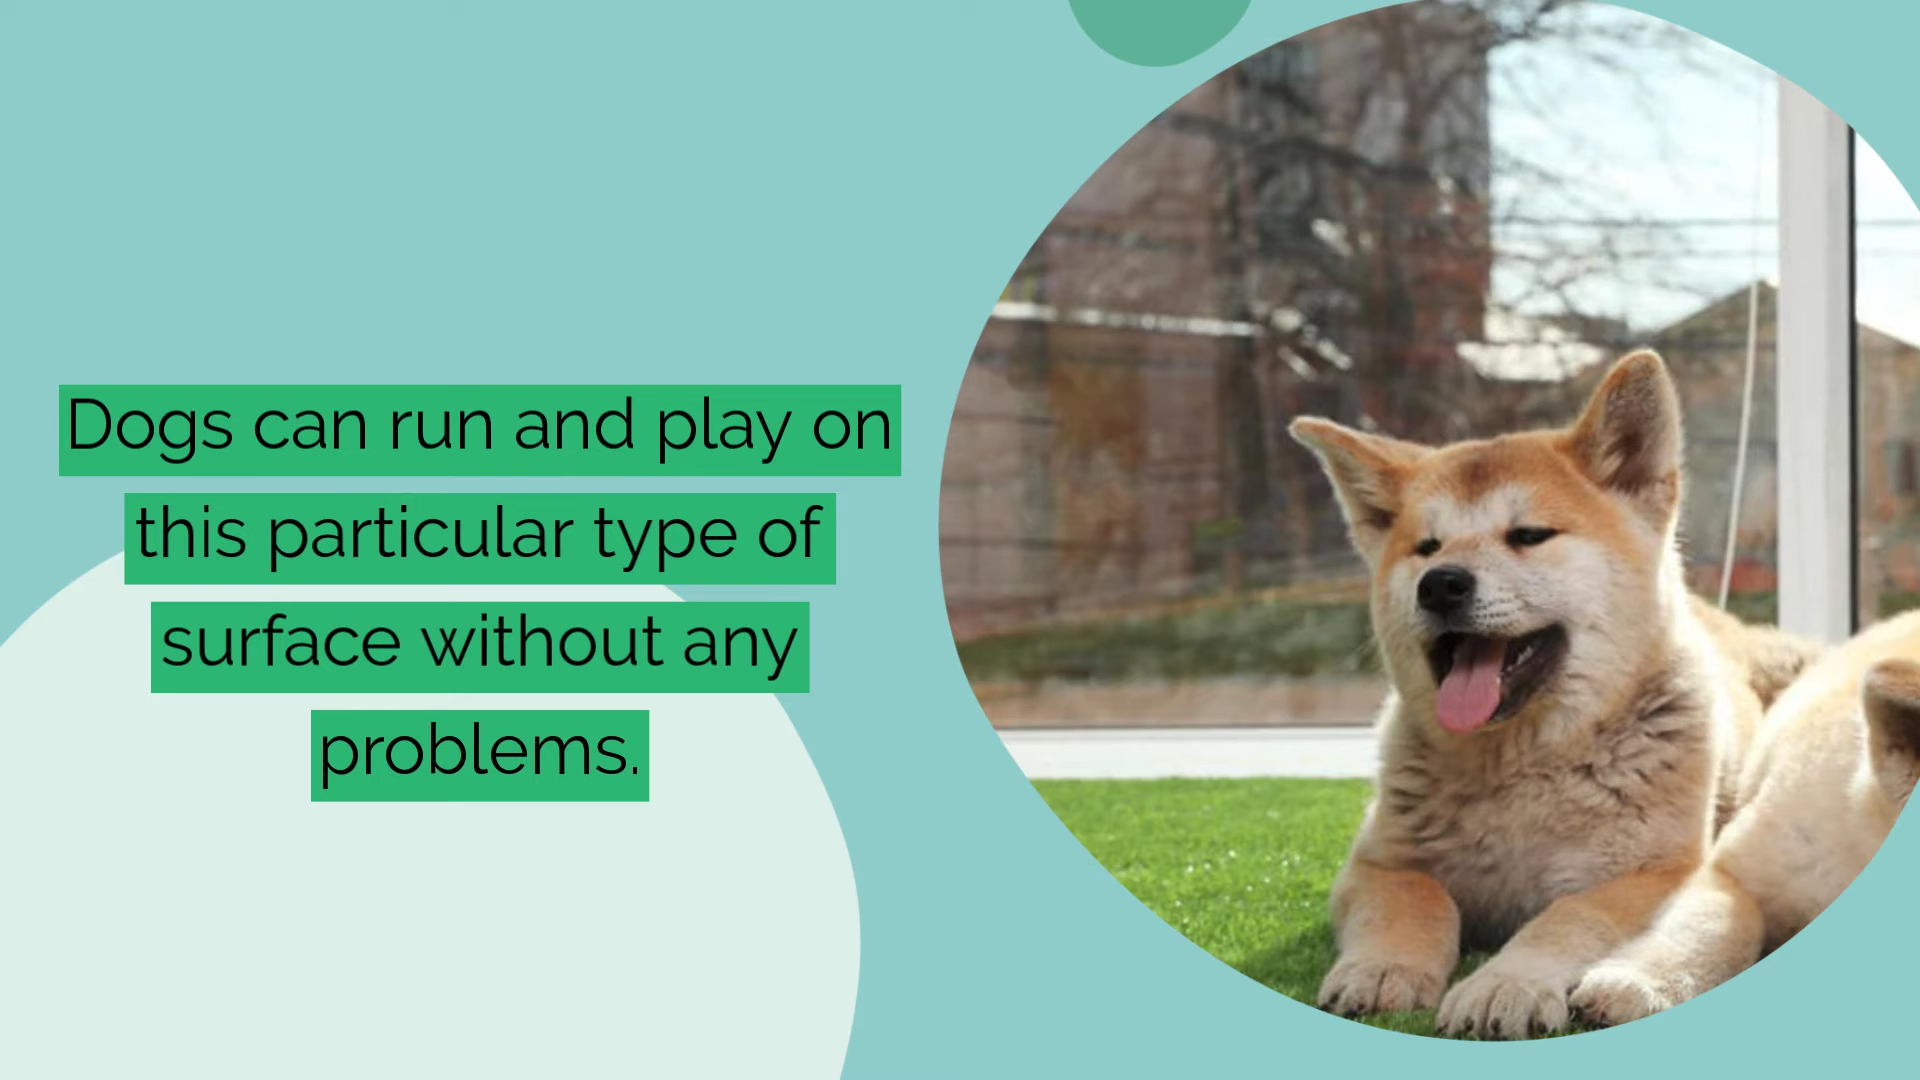 Dogs can run and play on
this particular type of
surface without any
problems.